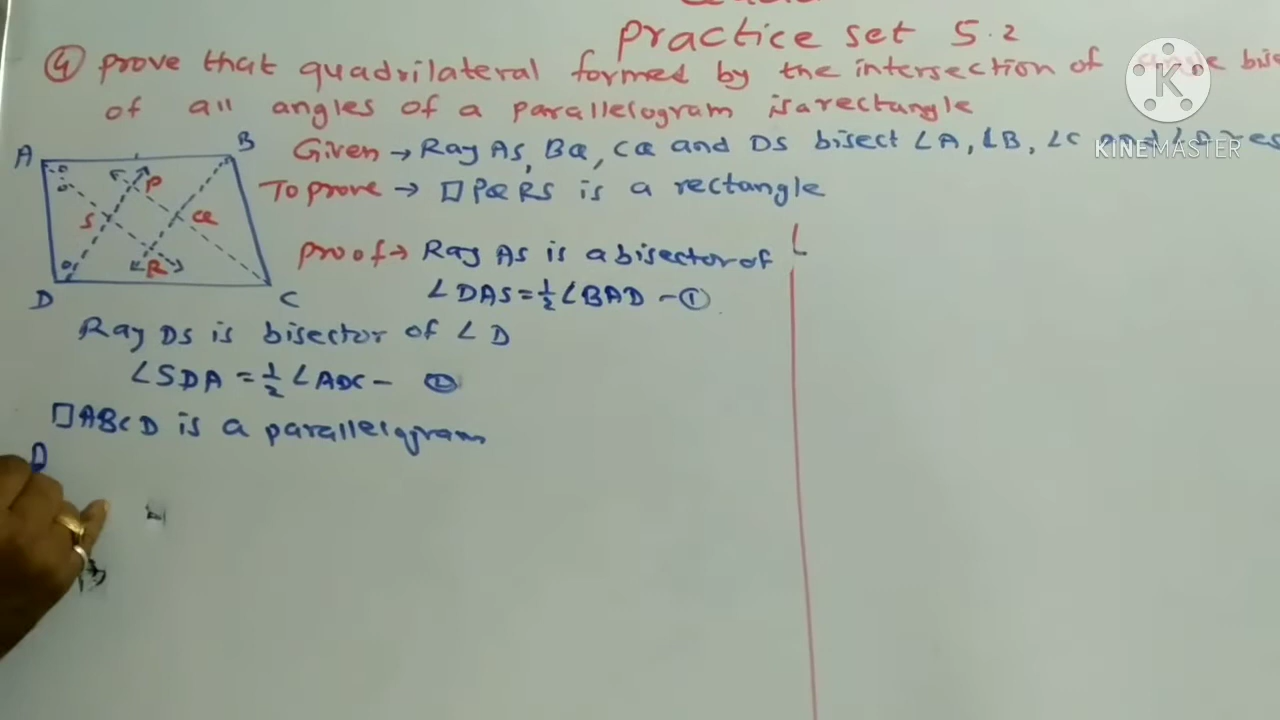 Practice set 5.2
④ prove that quadrilateral formed by the intersection of angle bise
of all angles of a parallelogram is a rectangle
Given → Ray AS, BQ, CQ and DS bisect ∠A, ∠B, ∠C and
To prove → □PQRS is a rectangle
A
B
P
S
Q
R
D
C
proof → Ray AS is a bisector of
∠DAS = ½ ∠BAD - ①
Ray DS is bisector of ∠D
∠SDA = ½ ∠ADC - ②
□ABCD is a parallelogram
K
KINEMASTER